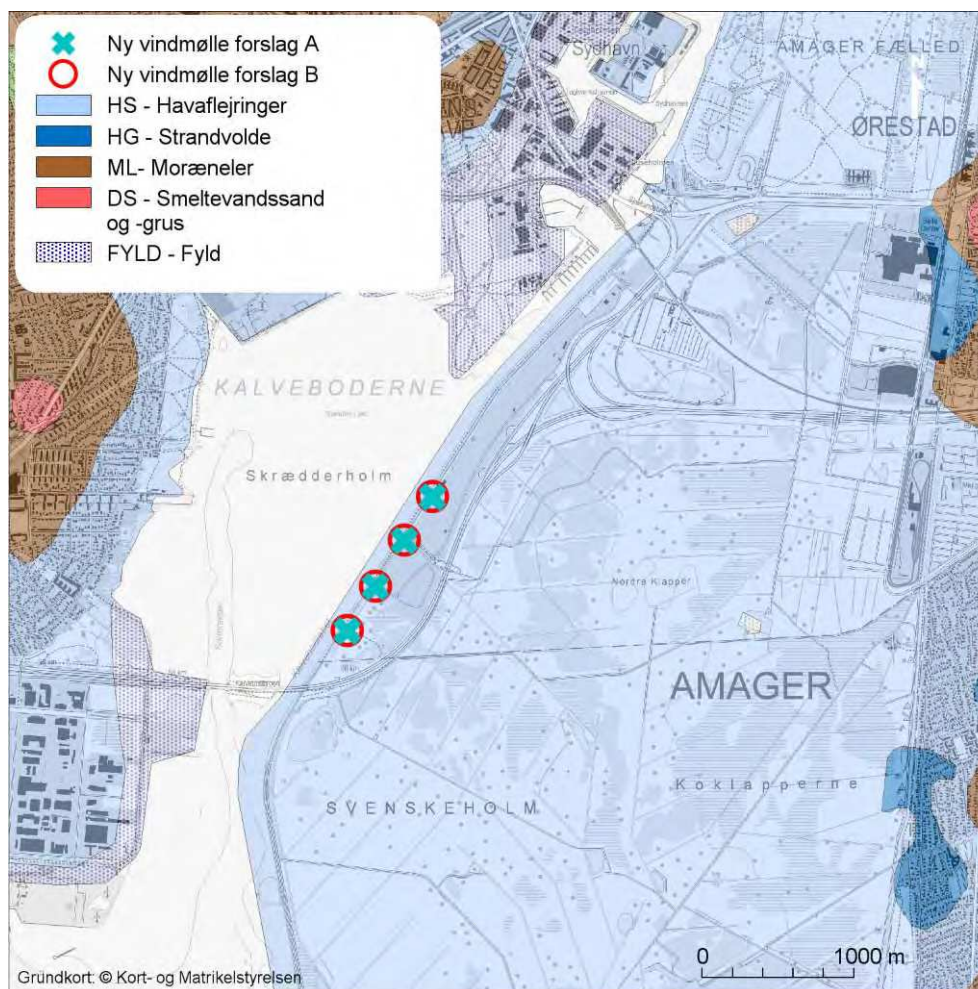 Ny vindmølle forslag A
Ny vindmølle forslag B
HS - Havaflejringer
HG - Strandvolde
ML- Moræneler
DS - Smeltevandssand
og -grus
FYLD - Fyld
Sydhavn
AMAGER FÆLLED
ØRESTAD
KALVEBODERNE
Skrædderholm
Nordre Klapper
AMAGER
Koklapperne
SVENSKEHOLM
0 1000 m
Grundkort: © Kort- og Matrikelstyrelsen